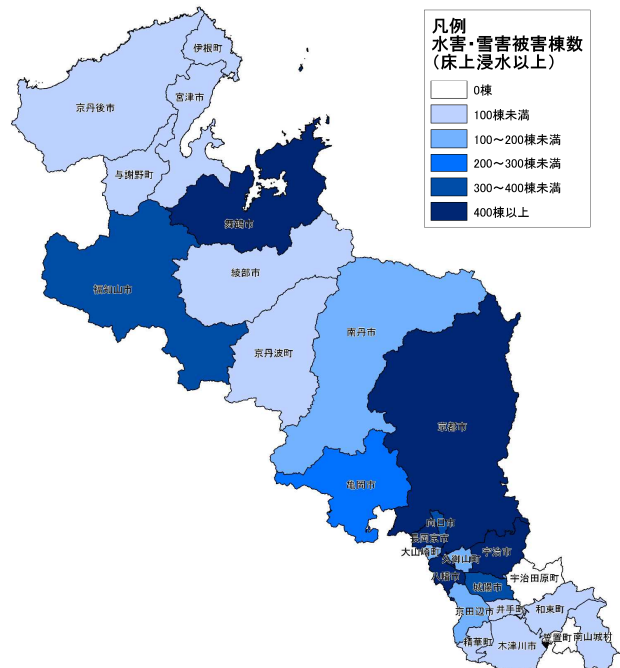 凡例
水害・雪害被害棟数
(床上浸水以上)
0棟
100棟未満
100～200棟未満
200～300棟未満
300～400棟未満
400棟以上
伊根町
京丹後市
宮津市
与謝野町
舞鶴市
綾部市
福知山市
南丹市
京丹波町
京都市
亀岡市
向日市
長岡京市
大山崎町
久御山町
宇治市
八幡市
城陽市
宇治田原町
京田辺市
井手町
和東町
精華町
木津川市
笠置町
南山城村